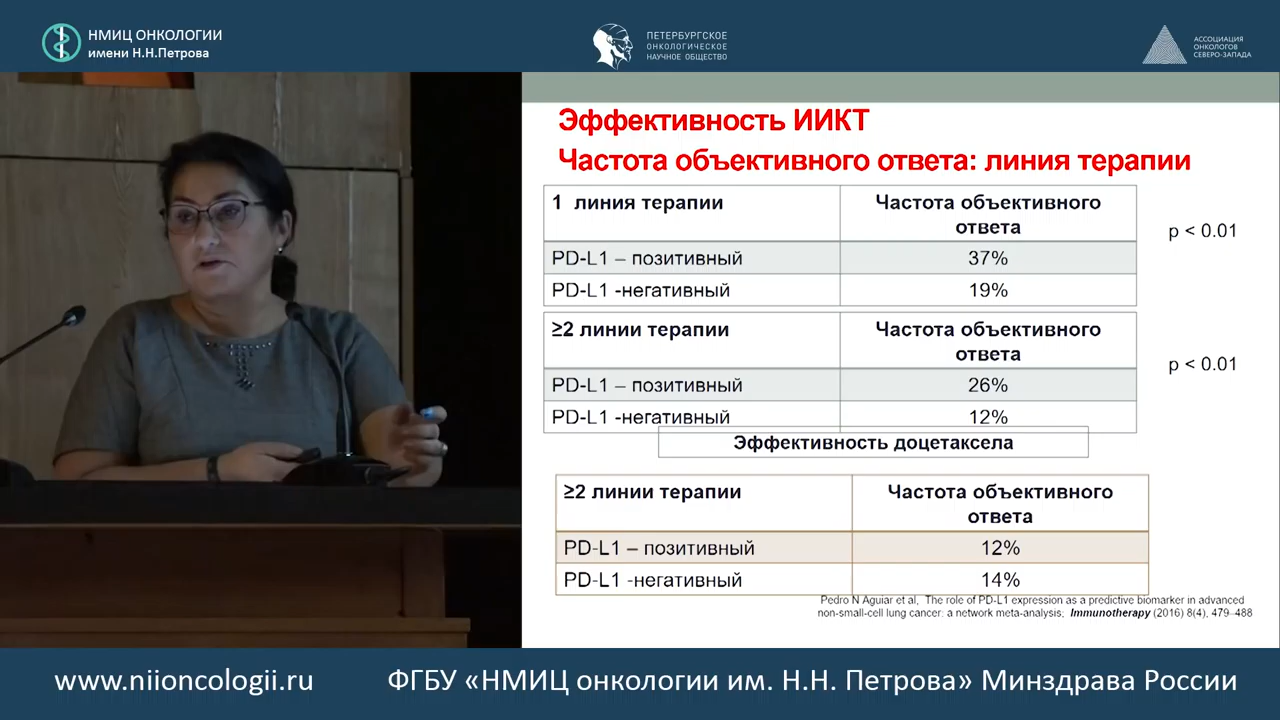 НМИЦ ОНКОЛОГИИ
имени Н.Н.Петрова
ПЕТЕРБУРГСКОЕ
ОНКОЛОГИЧЕСКОЕ
НАУЧНОЕ ОБЩЕСТВО
АССОЦИАЦИЯ
ОНКОЛОГОВ
СЕВЕРО-ЗАПАДА
Эффективность ИИКТ
Частота объективного ответа: линия терапии
1 линия терапии
Частота объективного
ответа
p < 0.01
PD-L1 – позитивный
37%
PD-L1 -негативный
19%
≥2 линии терапии
Частота объективного
ответа
p < 0.01
PD-L1 – позитивный
26%
PD-L1 -негативный
12%
Эффективность доцетаксела
≥2 линии терапии
Частота объективного
ответа
PD-L1 – позитивный
12%
PD-L1 -негативный
14%
Pedro N Aguiar et al, The role of PD-L1 expression as a predictive biomarker in advanced
non-small-cell lung cancer: a network meta-analysis; Immunotherapy (2016) 8(4), 479–488
www.niioncologii.ru
ФГБУ «НМИЦ онкологии им. Н.Н. Петрова» Минздрава России